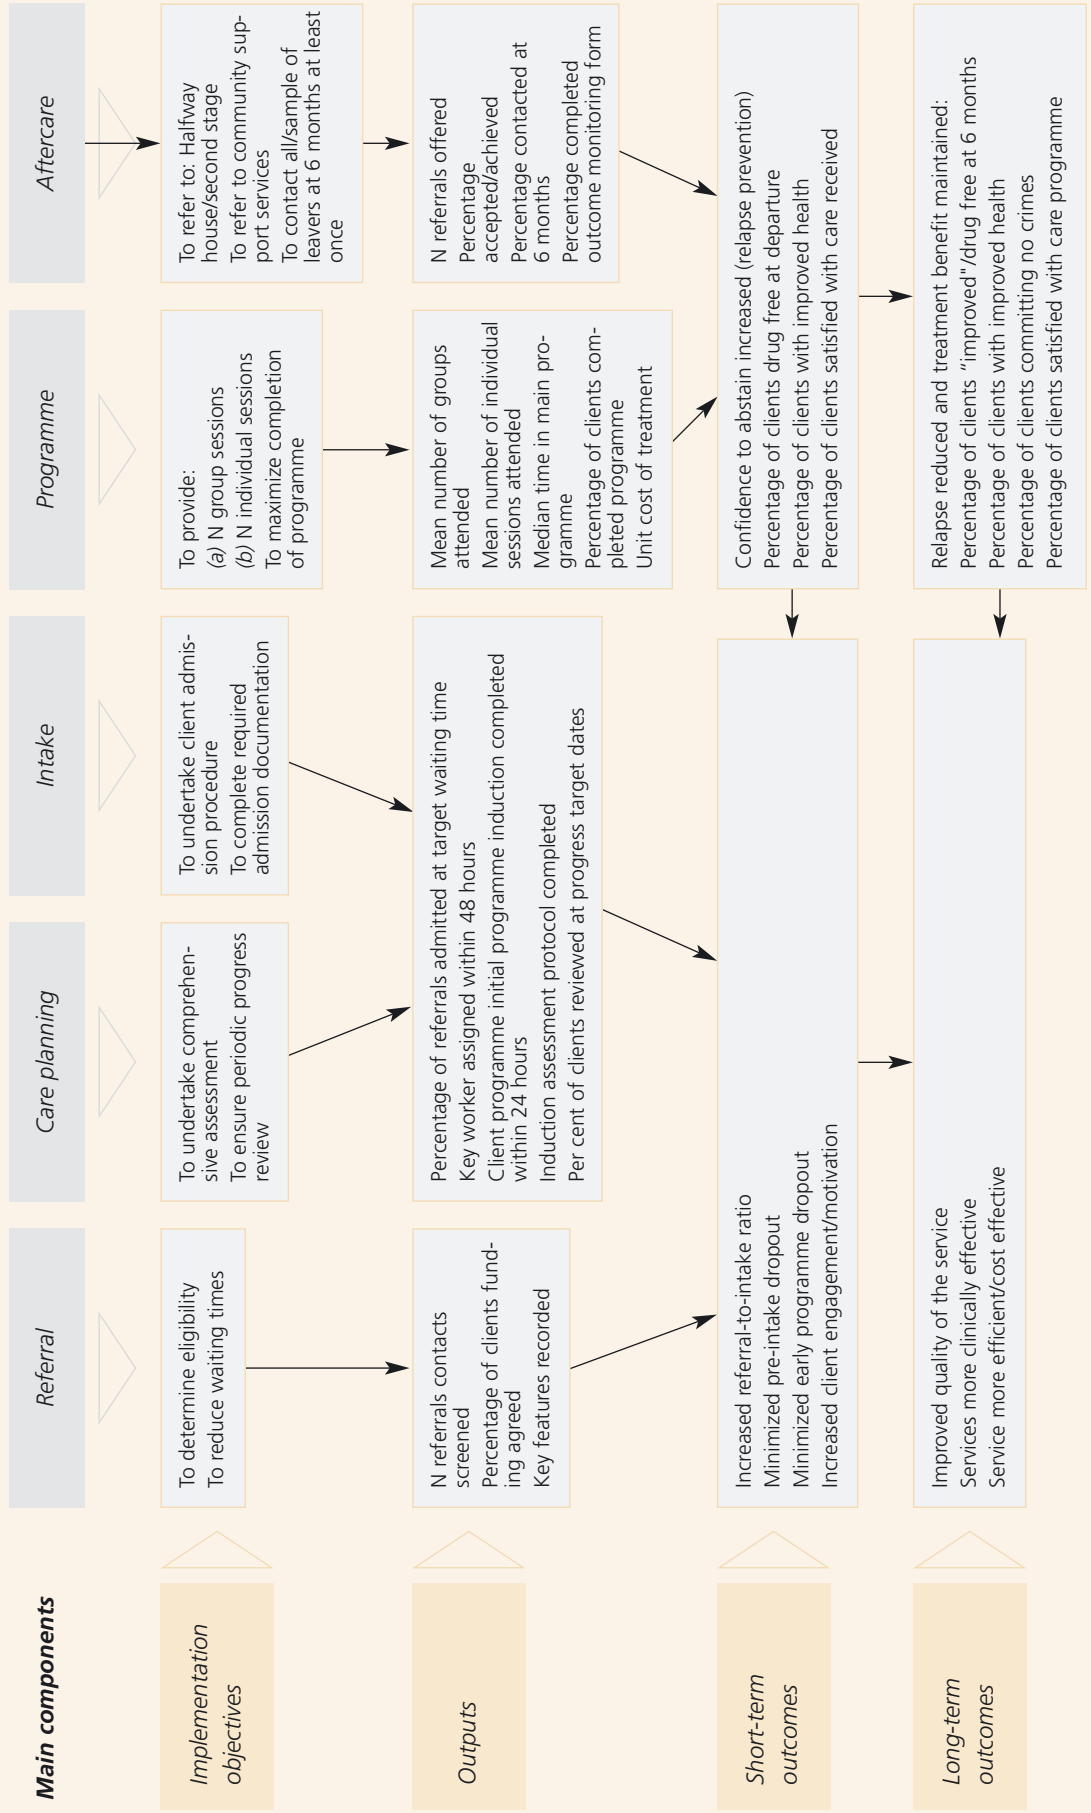 Main components
Referral
Care planning
Intake
Programme
Aftercare
Implementation
objectives
To determine eligibility
To reduce waiting times
To undertake comprehen-
sive assessment
To ensure periodic progress
review
To undertake client admis-
sion procedure
To complete required
admission documentation
To provide:
(a) N group sessions
(b) N individual sessions
To maximize completion
of programme
To refer to: Halfway
house/second stage
To refer to community sup-
port services
To contact all/sample of
leavers at 6 months at least
once
Outputs
N referrals contacts
screened
Percentage of clients fund-
ing agreed
Key features recorded
Percentage of referrals admitted at target waiting time
Key worker assigned within 48 hours
Client programme initial programme induction completed
within 24 hours
Induction assessment protocol completed
Per cent of clients reviewed at progress target dates
Mean number of groups
attended
Mean number of individual
sessions attended
Median time in main pro-
gramme
Percentage of clients com-
pleted programme
Unit cost of treatment
N referrals offered
Percentage
accepted/achieved
Percentage contacted at
6 months
Percentage completed
outcome monitoring form
Short-term
outcomes
Increased referral-to-intake ratio
Minimized pre-intake dropout
Minimized early programme dropout
Increased client engagement/motivation
Confidence to abstain increased (relapse prevention)
Percentage of clients drug free at departure
Percentage of clients with improved health
Percentage of clients satisfied with care received
Long-term
outcomes
Improved quality of the service
Services more clinically effective
Service more efficient/cost effective
Relapse reduced and treatment benefit maintained:
Percentage of clients “improved"/drug free at 6 months
Percentage of clients with improved health
Percentage of clients committing no crimes
Percentage of clients satisfied with care programme